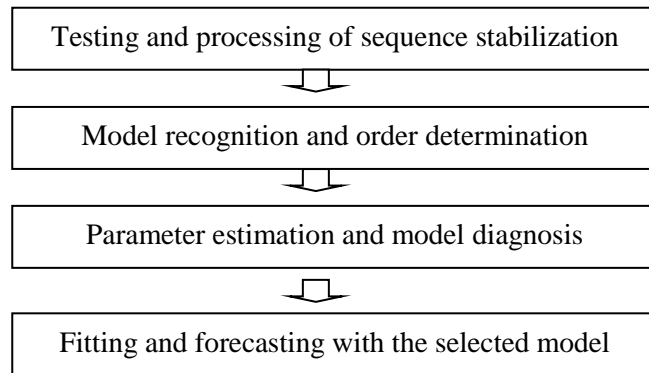 Testing and processing of sequence stabilization
Model recognition and order determination
Parameter estimation and model diagnosis
Fitting and forecasting with the selected model